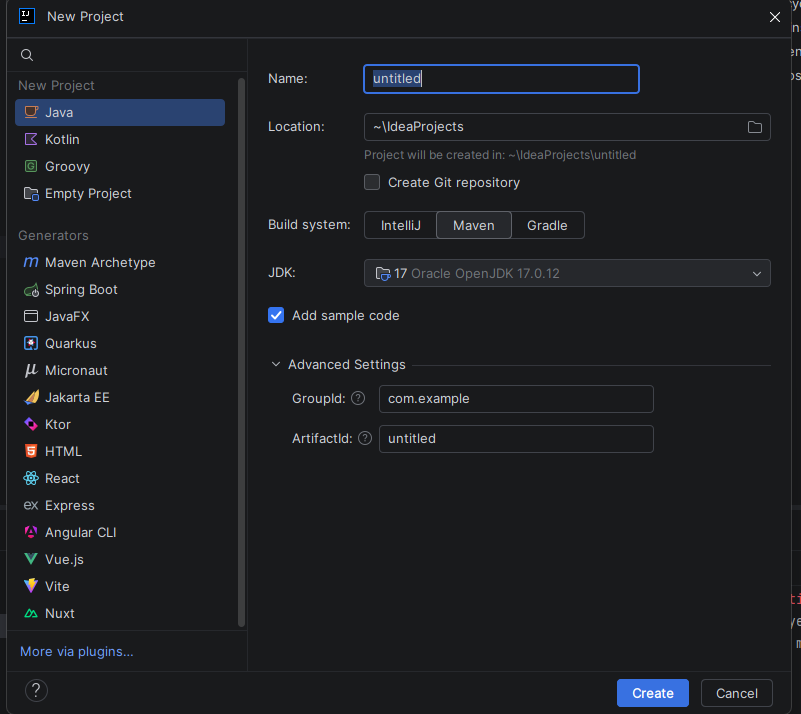 New Project
New Project
Java
Kotlin
Groovy
Empty Project
Generators
Maven Archetype
Spring Boot
JavaFX
Quarkus
Micronaut
Jakarta EE
Ktor
HTML
React
ex Express
Angular CLI
Vue.js
Vite
Nuxt
More via plugins...
Name: untitled
Location: ~\IdeaProjects
Project will be created in: ~\IdeaProjects\untitled
Create Git repository
Build system: IntelliJ Maven Gradle
JDK: 17 Oracle OpenJDK 17.0.12
Add sample code
Advanced Settings
GroupId: ? com.example
ArtifactId: ? untitled
? Create Cancel